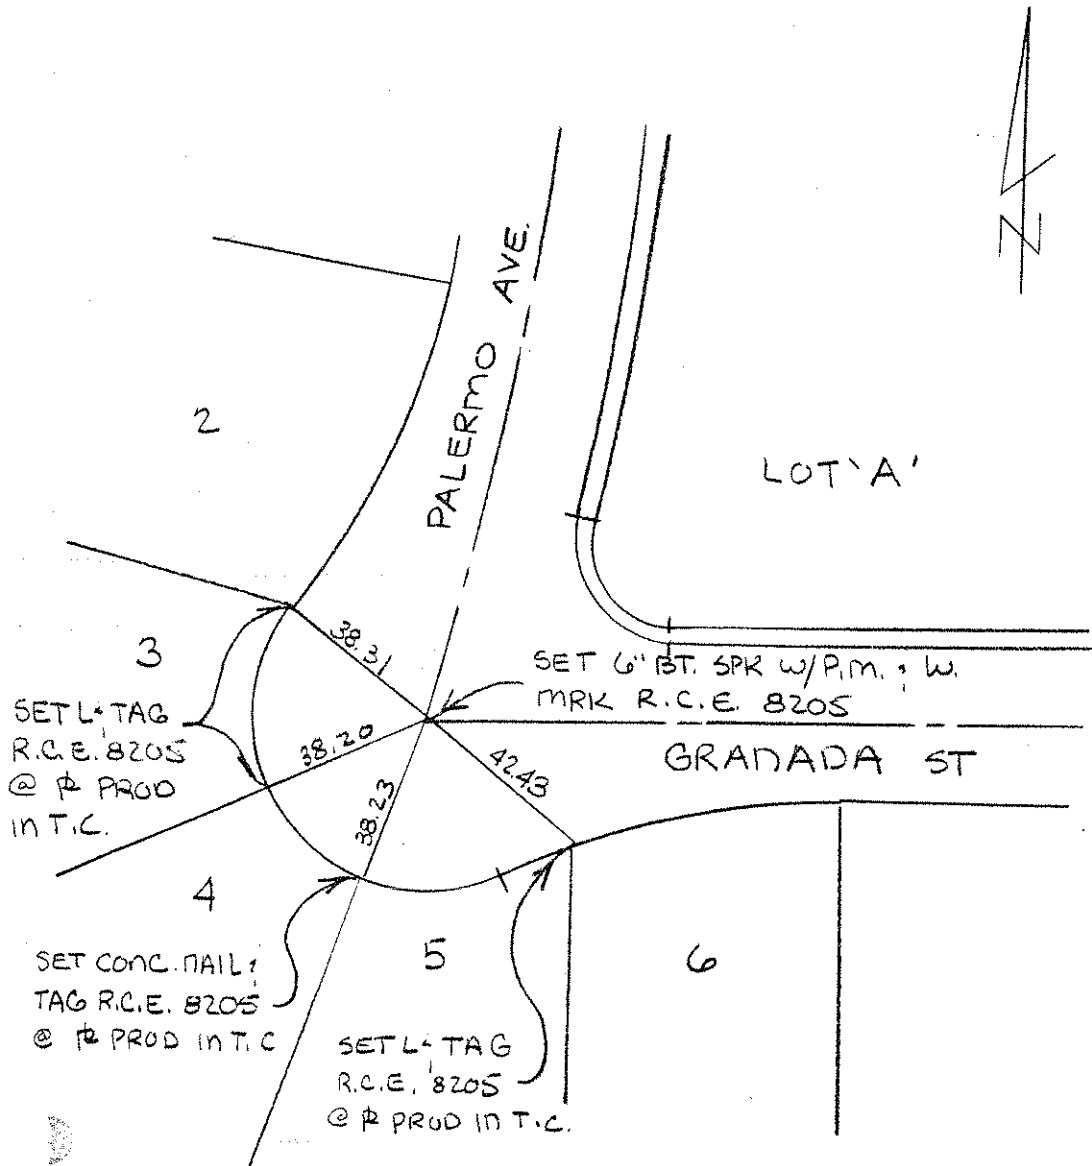 N
PALERMO AVE.
2
LOT 'A'
38.31
3
SET 6" BT. SPK W/P.M. & W.
MRK R.C.E. 8205
SET L & TAG
R.C.E. 8205
@ ⅊ PROD
IN T.C.
38.20
38.23
42.43
GRANADA ST
4
5
6
SET CONC. NAIL &
TAG R.C.E. 8205
@ ⅊ PROD IN T.C
SET L & TAG
R.C.E. 8205
@ ⅊ PROD IN T.C.